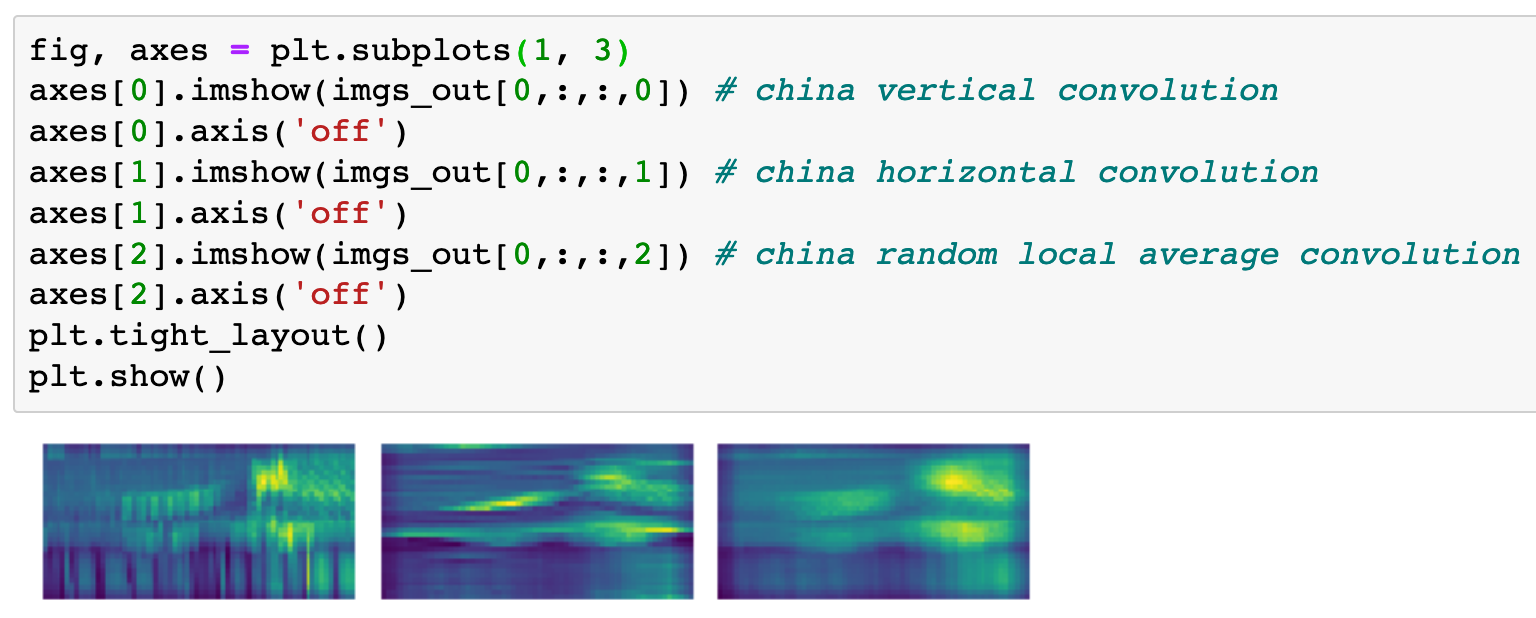 fig, axes = plt.subplots(1, 3)
axes[0].imshow(imgs_out[0,:,:,0]) # china vertical convolution
axes[0].axis('off')
axes[1].imshow(imgs_out[0,:,:,1]) # china horizontal convolution
axes[1].axis('off')
axes[2].imshow(imgs_out[0,:,:,2]) # china random local average convolution
axes[2].axis('off')
plt.tight_layout()
plt.show()